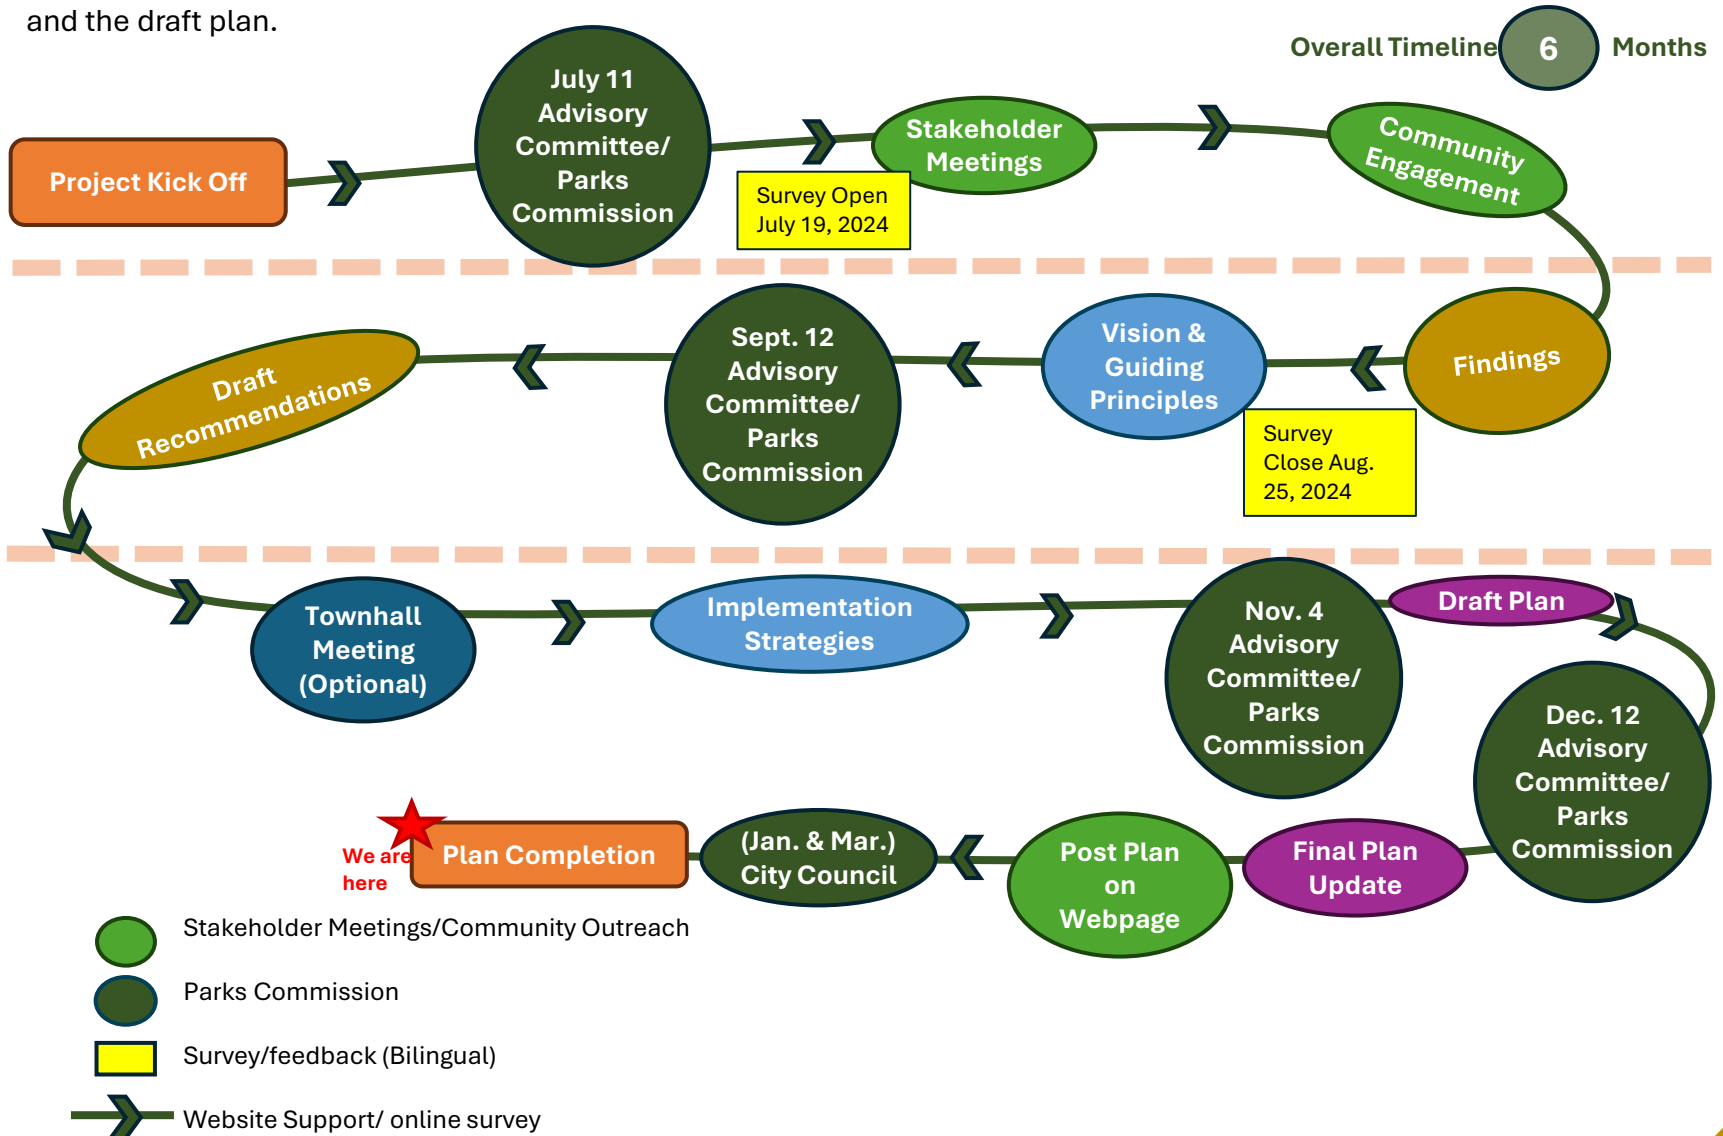 and the draft plan.
Overall Timeline 6 Months
Project Kick Off
July 11
Advisory
Committee/
Parks
Commission
Survey Open
July 19, 2024
Stakeholder
Meetings
Community
Engagement
Findings
Survey
Close Aug.
25, 2024
Vision &
Guiding
Principles
Sept. 12
Advisory
Committee/
Parks
Commission
Draft
Recommendations
Townhall
Meeting
(Optional)
Implementation
Strategies
Nov. 4
Advisory
Committee/
Parks
Commission
Draft Plan
Dec. 12
Advisory
Committee/
Parks
Commission
Final Plan
Update
Post Plan
on
Webpage
(Jan. & Mar.)
City Council
Plan Completion
We are
here
Stakeholder Meetings/Community Outreach
Parks Commission
Survey/feedback (Bilingual)
Website Support/ online survey